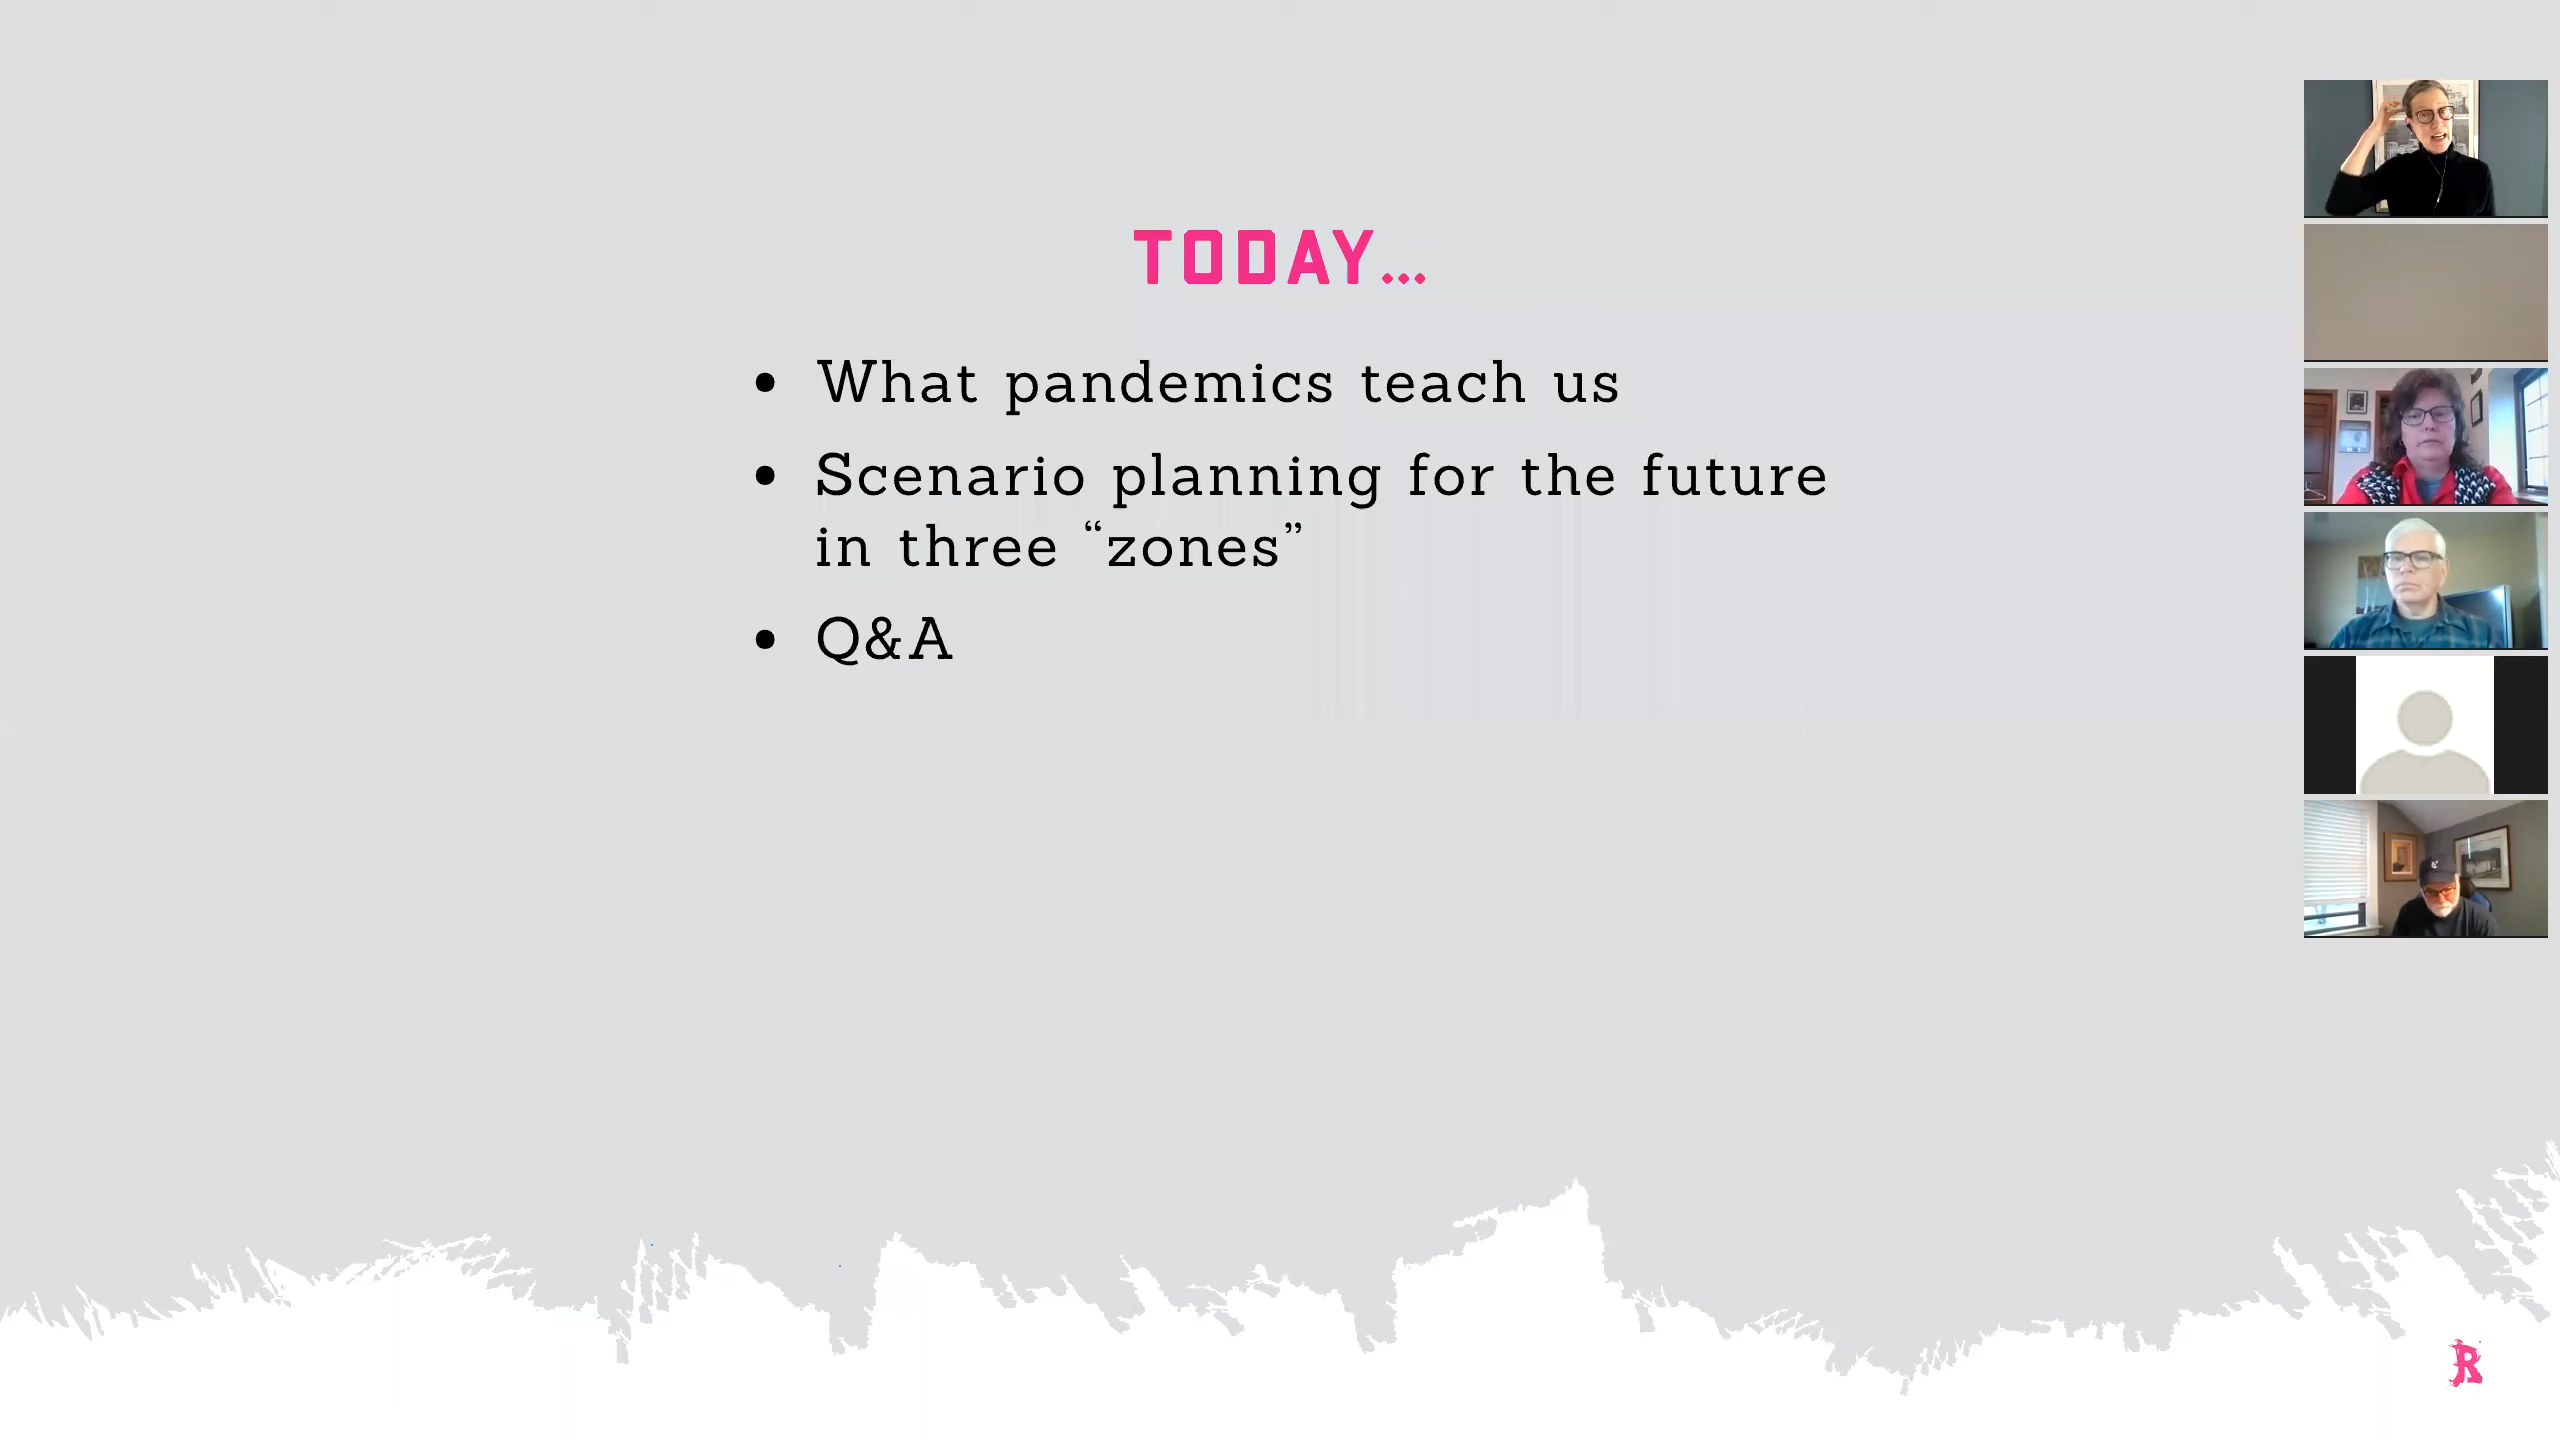 TODAY...
• What pandemics teach us
• Scenario planning for the future
in three “zones”
• Q&A
R